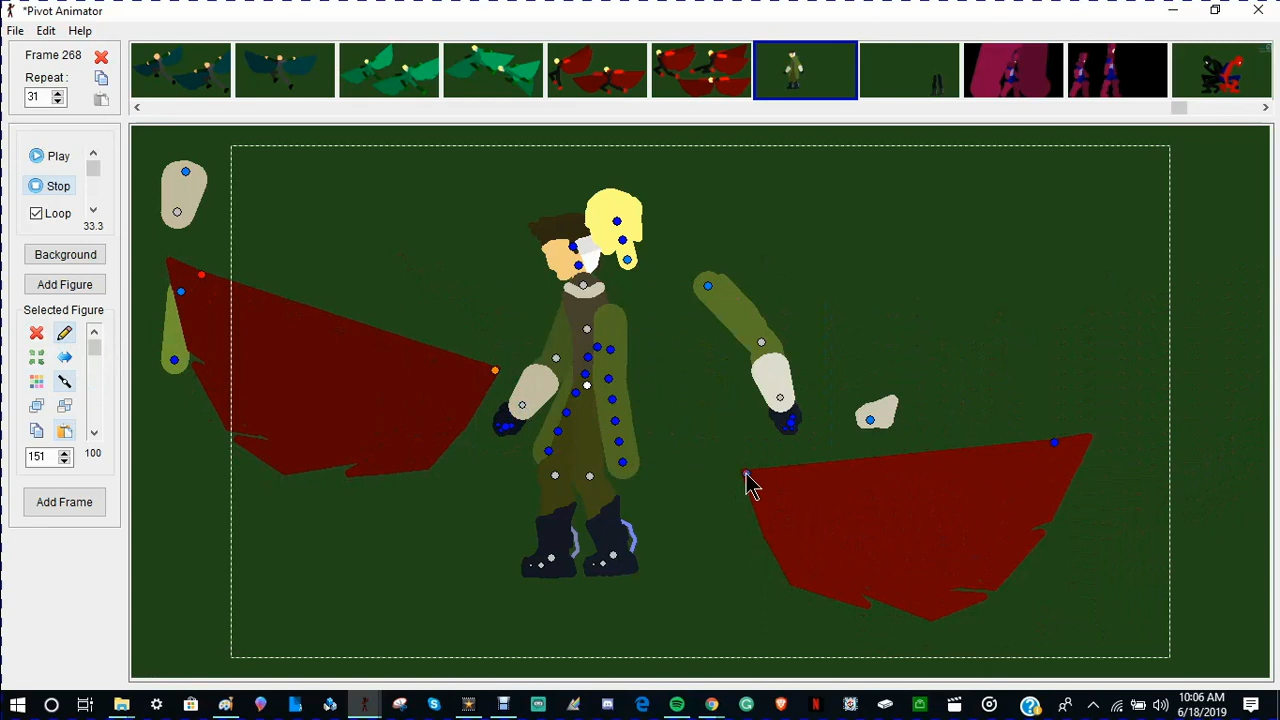 *Pivot Animator
File Edit Help
Frame 268
Repeat :
31
Play
Stop
Loop
33.3
Background
Add Figure
Selected Figure
151
100
Add Frame
10:06 AM
6/18/2019